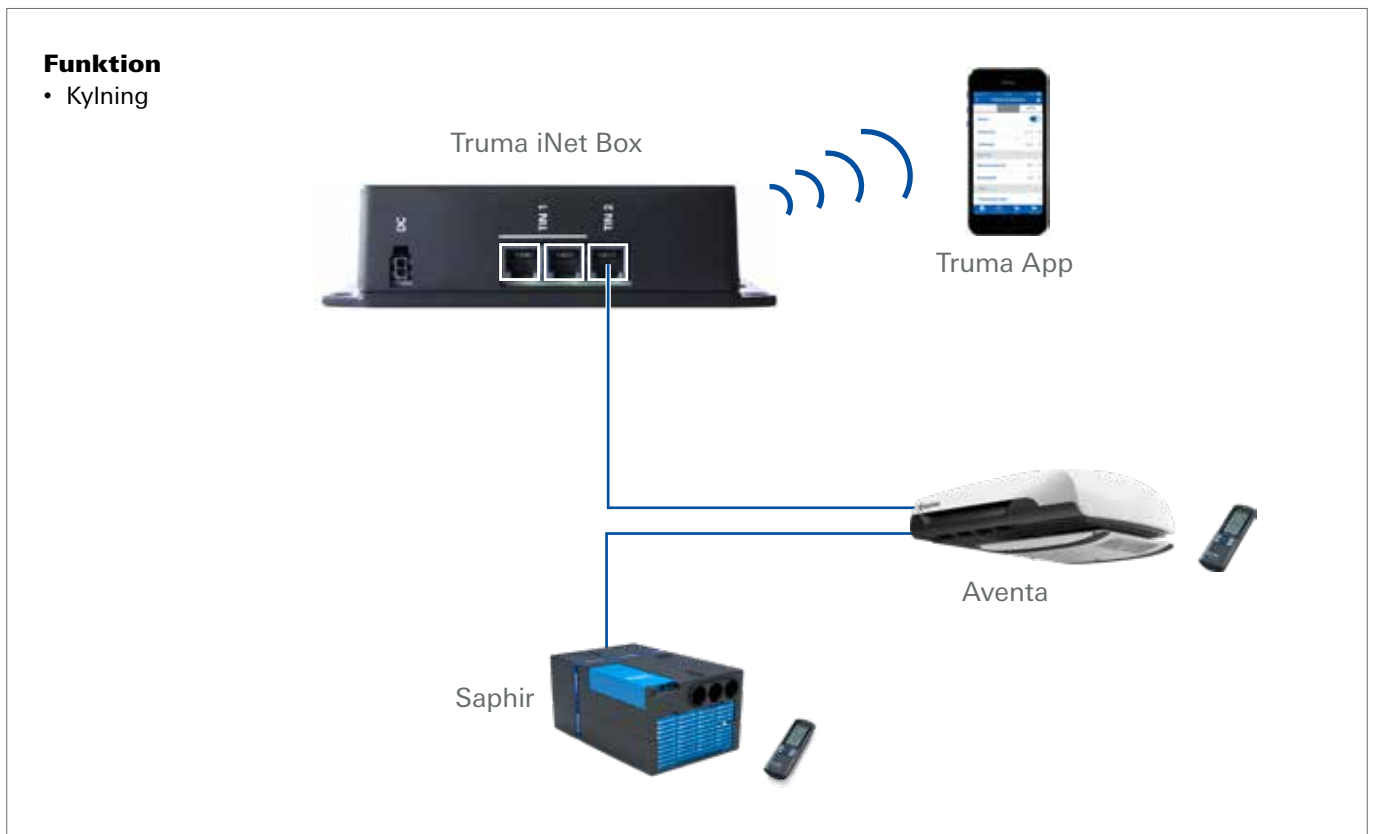 Funktion
• Kylning
Truma iNet Box
DC
TIN 1
TIN 2
Truma App
Aventa
Saphir